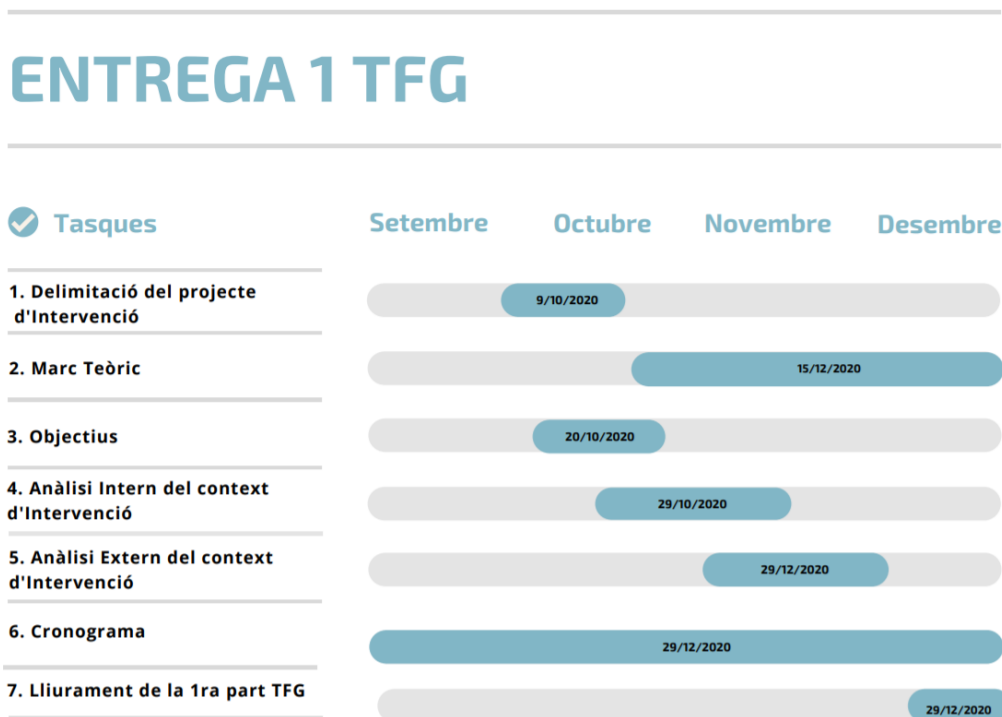 ENTREGA 1 TFG
Tasques Setembre Octubre Novembre Desembre
1. Delimitació del projecte
d'Intervenció
9/10/2020
2. Marc Teòric
15/12/2020
3. Objectius
20/10/2020
4. Anàlisi Intern del context
d'Intervenció
29/10/2020
5. Anàlisi Extern del context
d'Intervenció
29/12/2020
6. Cronograma
29/12/2020
7. Lliurament de la 1ra part TFG
29/12/2020